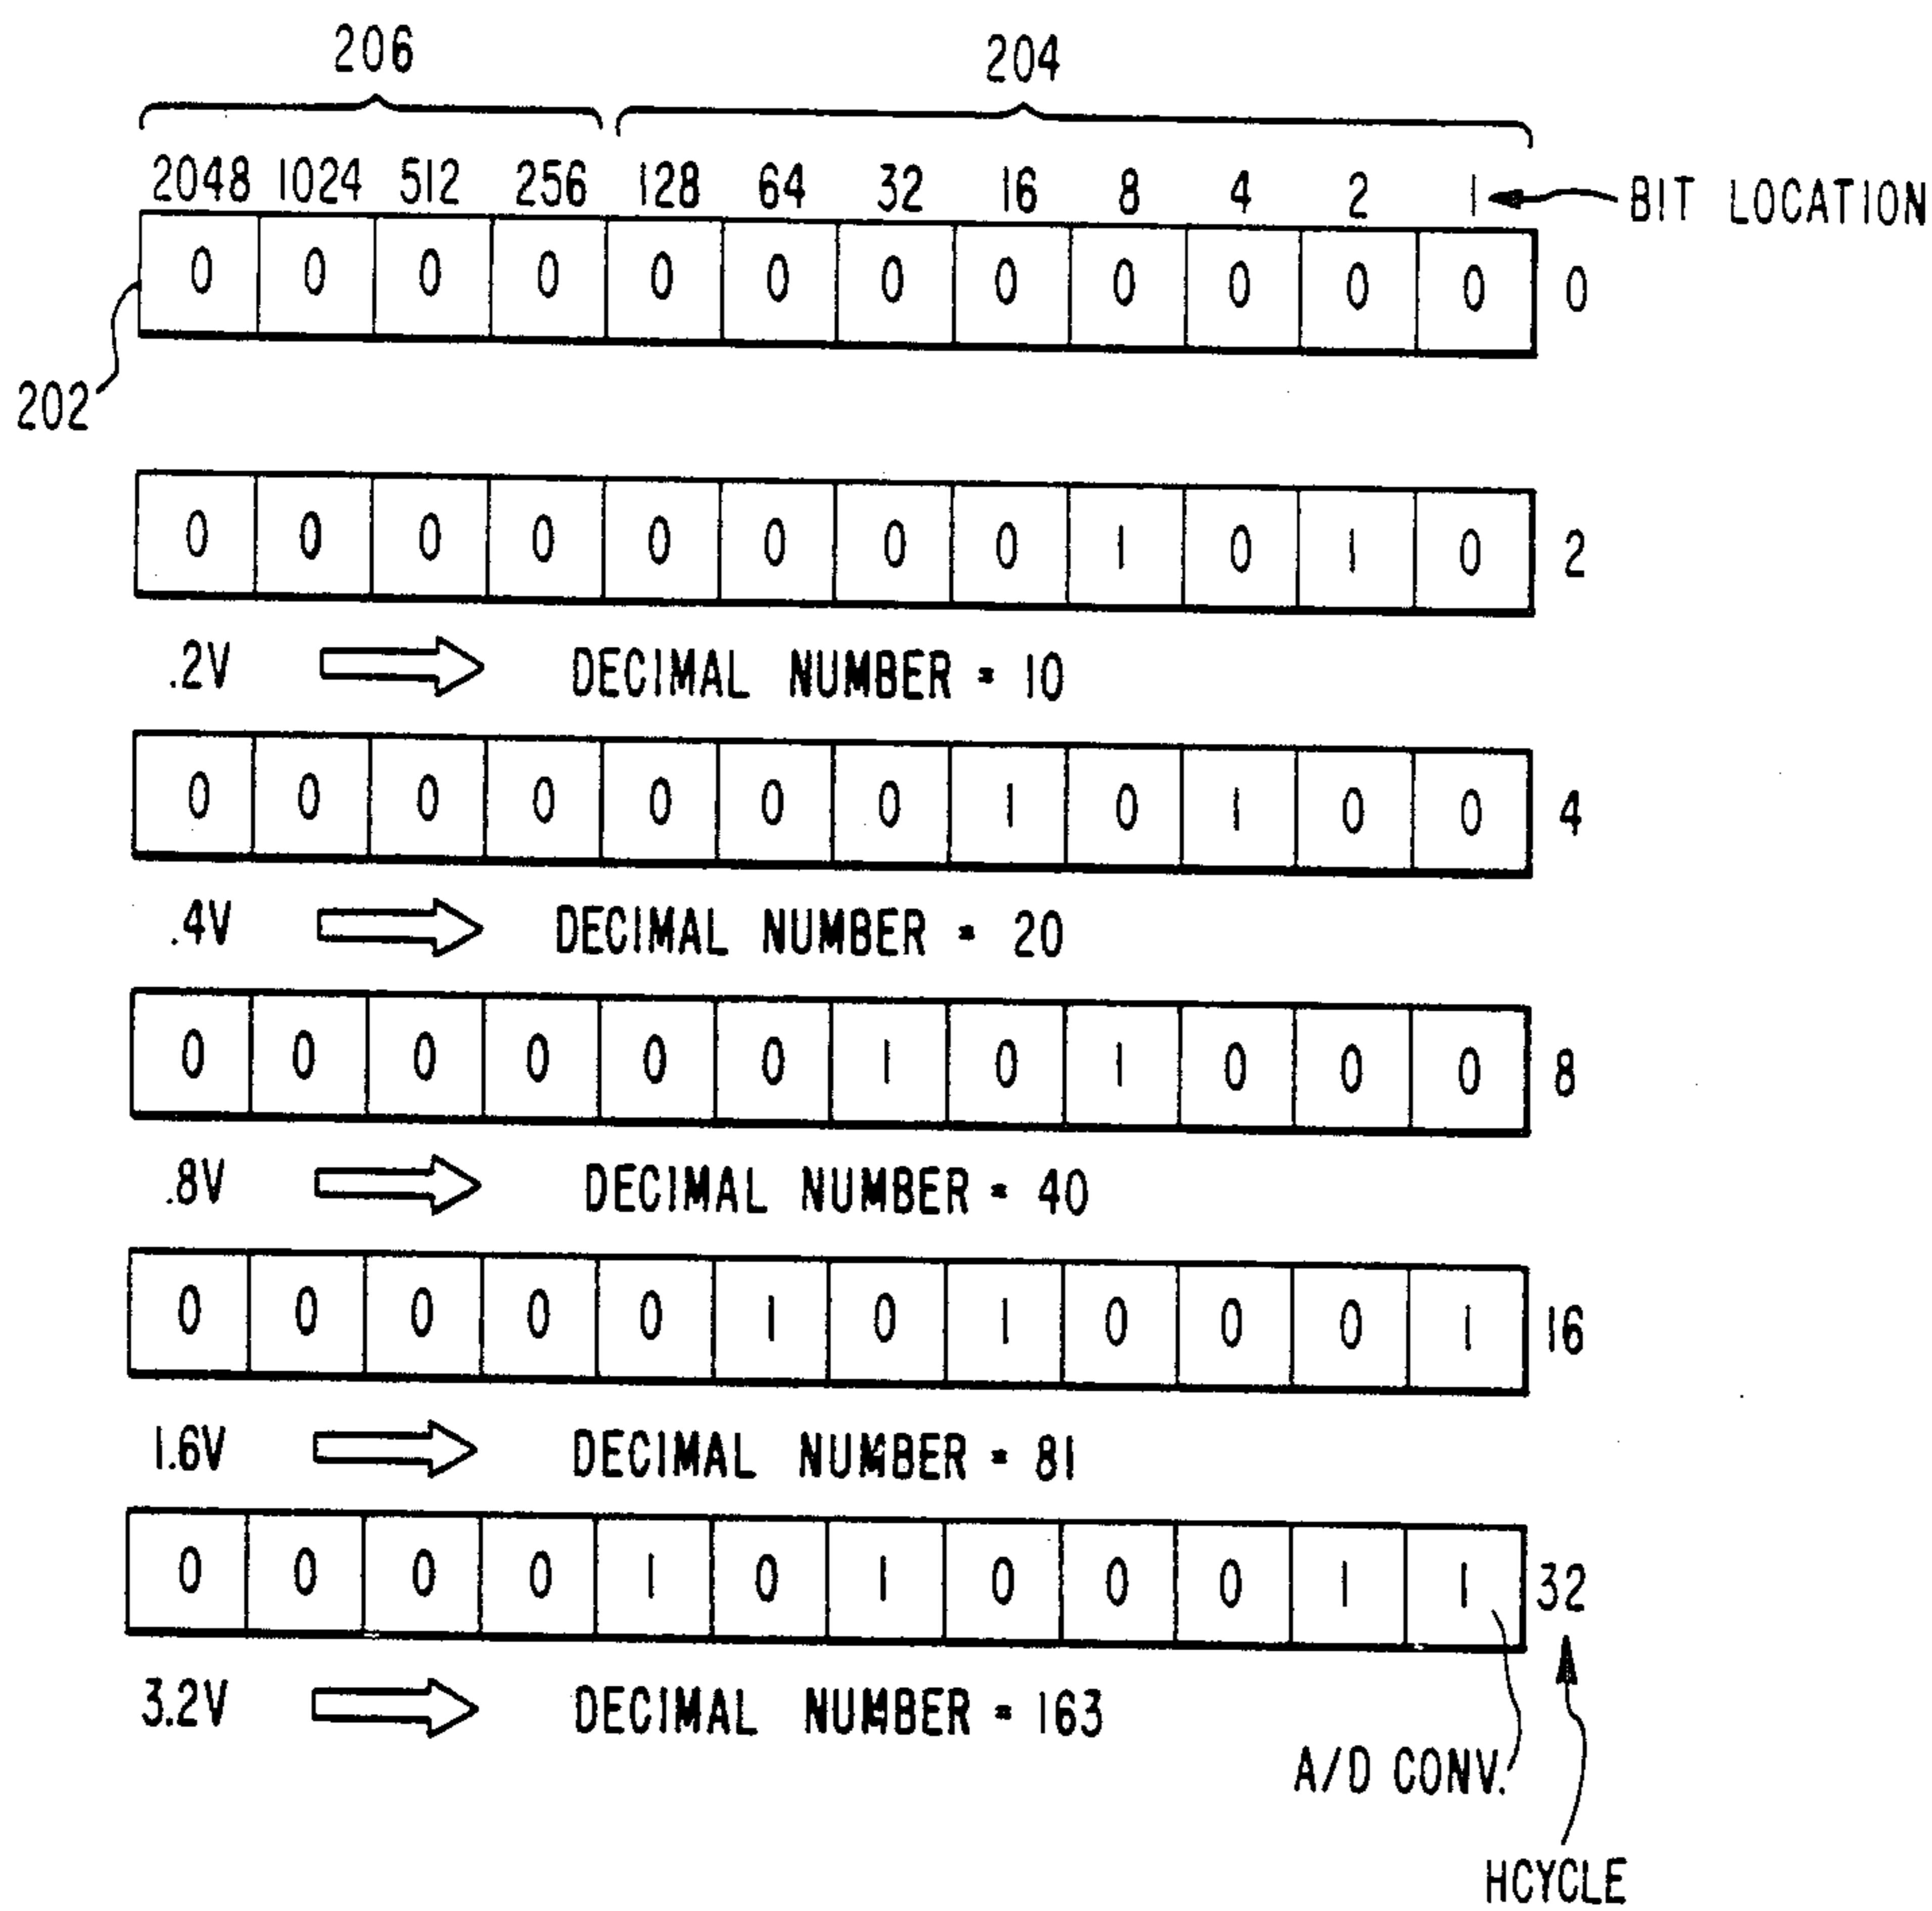 206 204
2048 1024 512 256 128 64 32 16 8 4 2 1 BIT LOCATION
0 0 0 0 0 0 0 0 0 0 0 0 0
202
0 0 0 0 0 0 0 0 1 0 1 0 2
.2V DECIMAL NUMBER = 10
0 0 0 0 0 0 0 1 0 1 0 0 4
.4V DECIMAL NUMBER = 20
0 0 0 0 0 0 1 0 1 0 0 0 8
.8V DECIMAL NUMBER = 40
0 0 0 0 0 1 0 1 0 0 0 1 16
1.6V DECIMAL NUMBER = 81
0 0 0 0 1 0 1 0 0 0 1 1 32
3.2V DECIMAL NUMBER = 163
A/D CONV.
HCYCLE